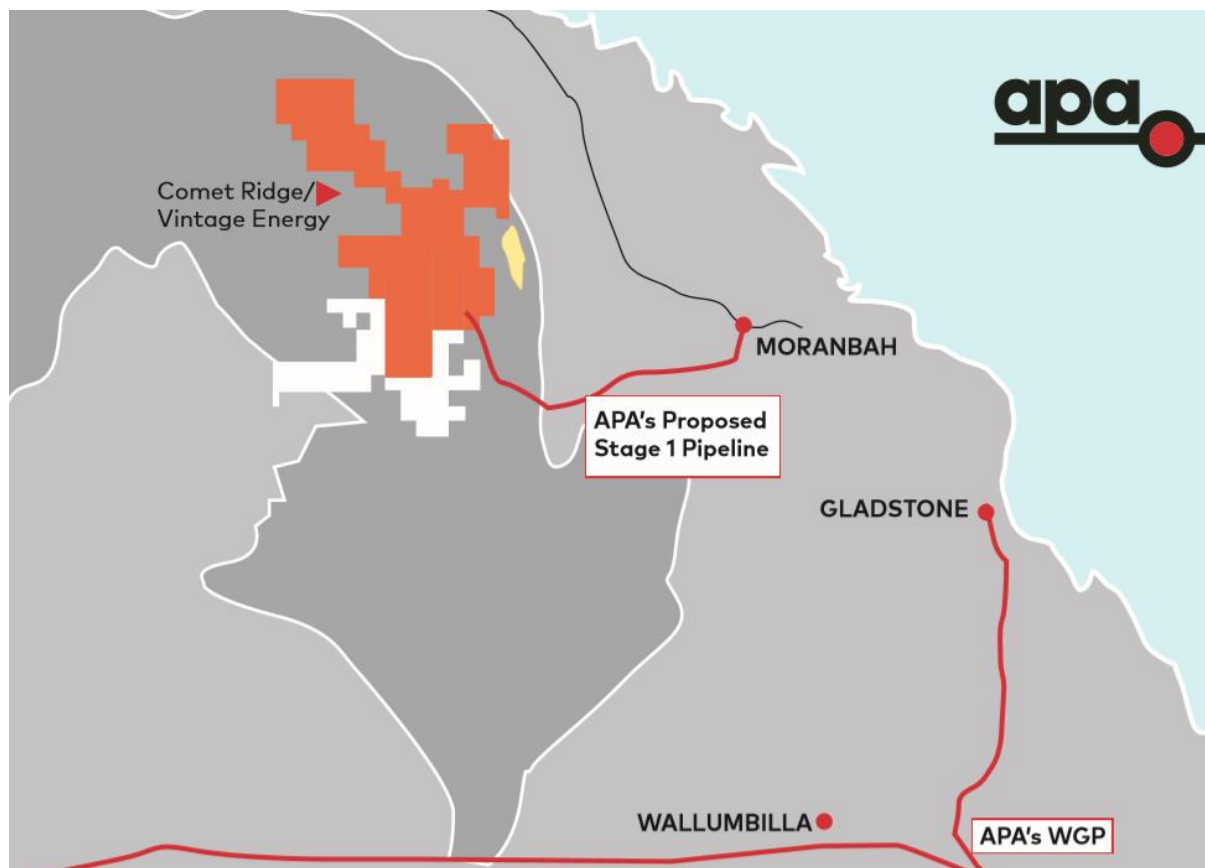 apa
Comet Ridge/
Vintage Energy
MORANBAH
APA's Proposed
Stage 1 Pipeline
GLADSTONE
WALLUMBILLA
APA's WGP